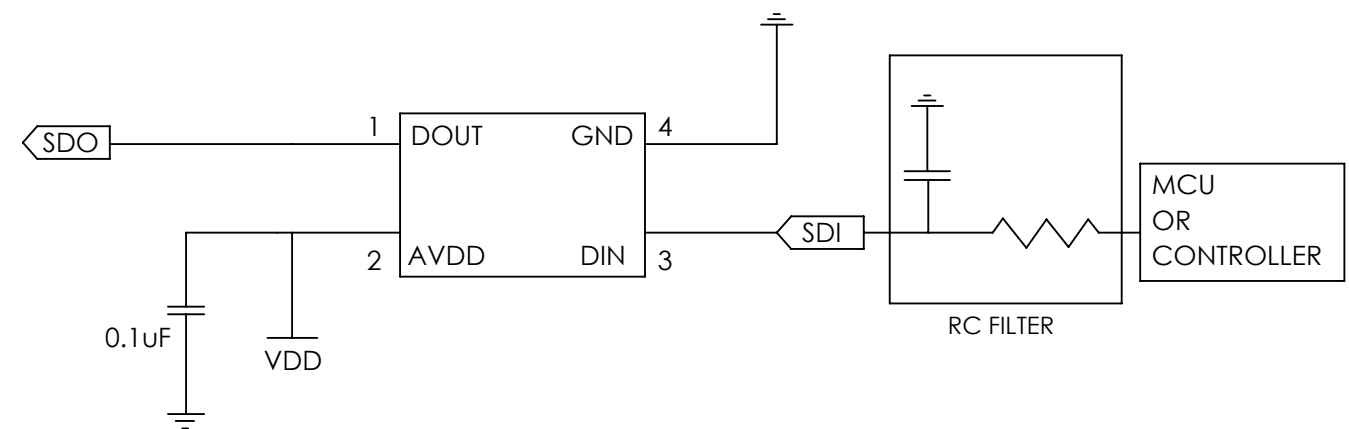 SDO
1
DOUT
GND
4
2
AVDD
DIN
3
SDI
MCU
OR
CONTROLLER
0.1uF
VDD
RC FILTER